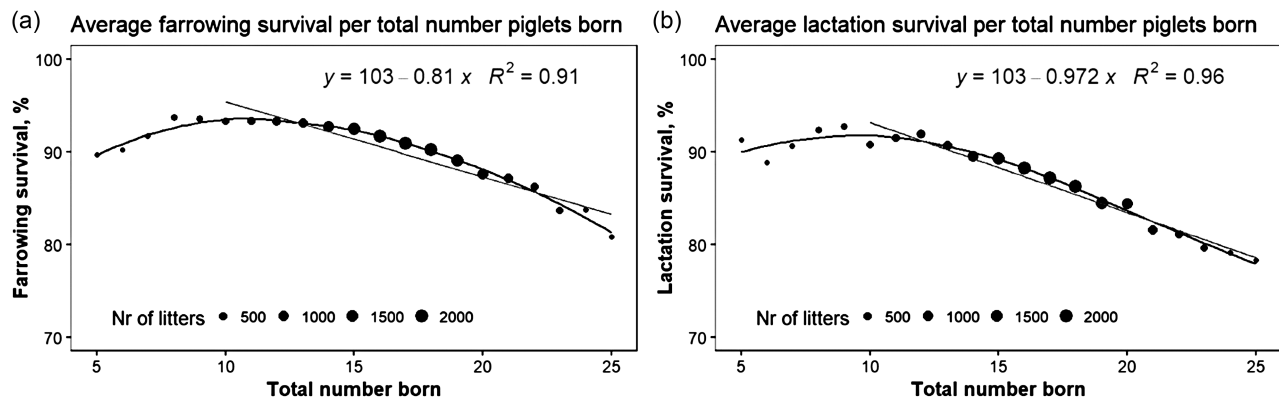 (a) Average farrowing survival per total number piglets born
y = 103 – 0.81 x R² = 0.91
Farrowing survival, %
100
90
80
70
Nr of litters 500 1000 1500 2000
5 10 15 20 25
Total number born
(b) Average lactation survival per total number piglets born
y = 103 – 0.972 x R² = 0.96
Lactation survival, %
100
90
80
70
Nr of litters 500 1000 1500 2000
5 10 15 20 25
Total number born